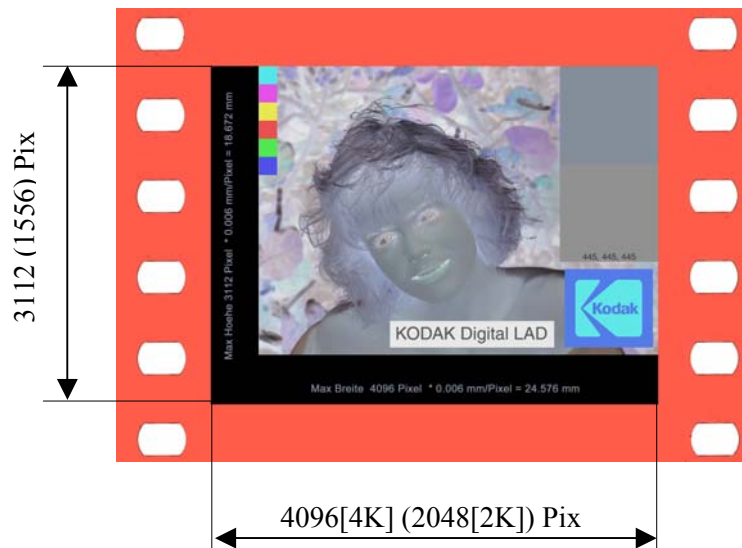 3112 (1556) Pix
Max Hoehe 3112 Pixel * 0.006 mm/Pixel = 18.672 mm
445, 445, 445
Kodak
KODAK Digital LAD
Max Breite 4096 Pixel * 0.006 mm/Pixel = 24.576 mm
4096[4K] (2048[2K]) Pix